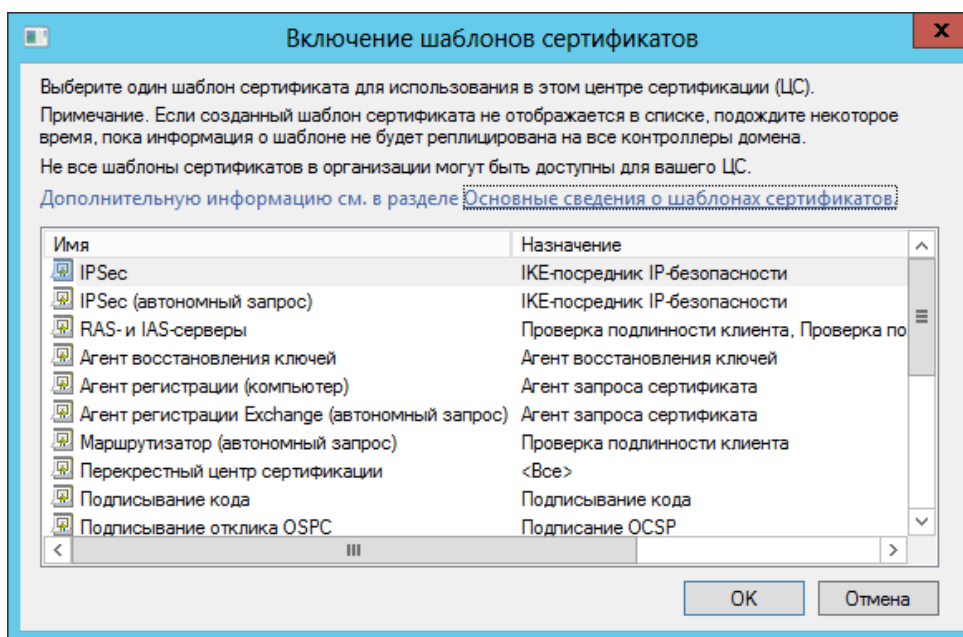 Включение шаблонов сертификатов
Выберите один шаблон сертификата для использования в этом центре сертификации (ЦС).
Примечание. Если созданный шаблон сертификата не отображается в списке, подождите некоторое
время, пока информация о шаблоне не будет реплицирована на все контроллеры домена.
Не все шаблоны сертификатов в организации могут быть доступны для вашего ЦС.
Дополнительную информацию см. в разделе Основные сведения о шаблонах сертификатов.
Имя Назначение
IPSec IKE-посредник IP-безопасности
IPSec (автономный запрос) IKE-посредник IP-безопасности
RAS- и IAS-серверы Проверка подлинности клиента, Проверка по
Агент восстановления ключей Агент восстановления ключей
Агент регистрации (компьютер) Агент запроса сертификата
Агент регистрации Exchange (автономный запрос) Агент запроса сертификата
Маршрутизатор (автономный запрос) Проверка подлинности клиента
Перекрестный центр сертификации <Все>
Подписывание кода Подписывание кода
Подписывание отклика OSPC Подписание OCSP
OK Отмена